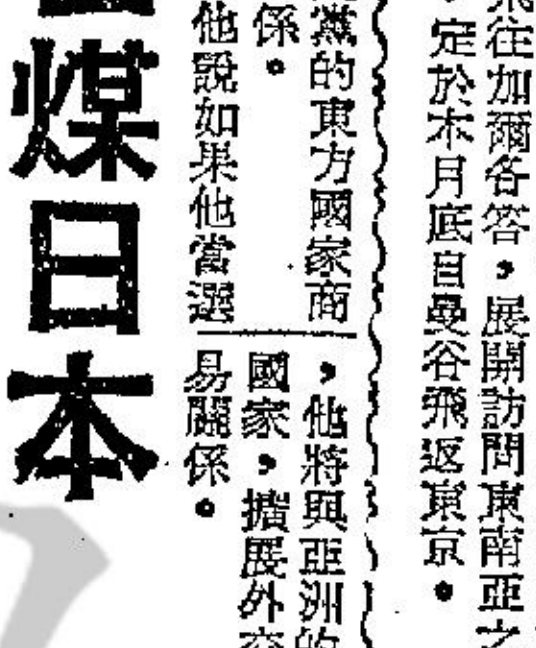 往加爾各答，展開訪問東南亞之
，定於本月底自曼谷飛返東京。
黨的東方國家商
係。
他說如果他當選
，他將與亞洲的
國家，擴展外交
易關係。
煤日本